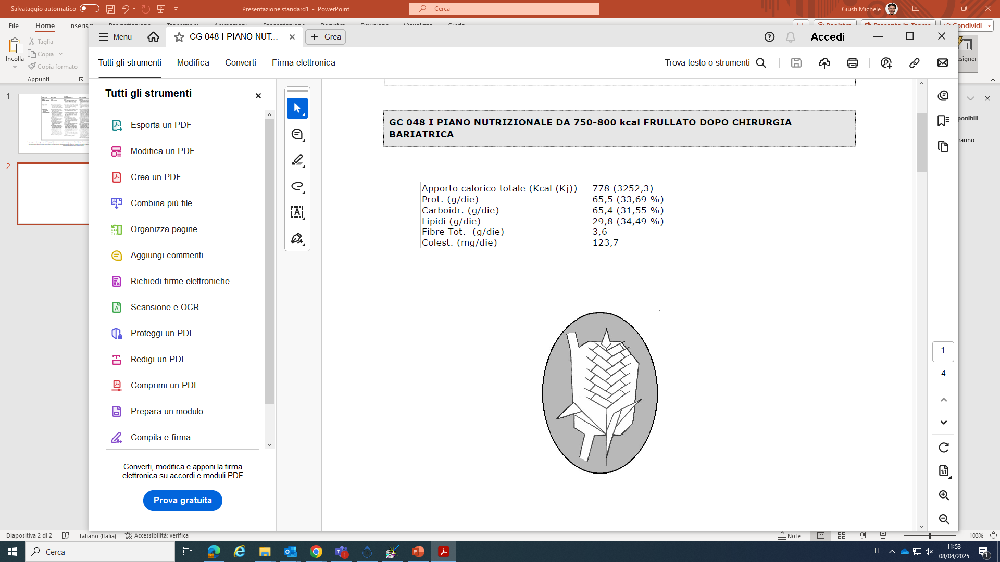 Salvataggio automatico
Presentazione standard1 - PowerPoint
Cerca
Giusti Michele
File
Home
Condividi
Incolla
Taglia
Copia
Copia formato
Appunti
Menu
CG 048 I PIANO NUT...
Crea
Accedi
Tutti gli strumenti
Modifica
Converti
Firma elettronica
Trova testo o strumenti
Tutti gli strumenti
Esporta un PDF
Modifica un PDF
Crea un PDF
Combina più file
Organizza pagine
Aggiungi commenti
Richiedi firme elettroniche
Scansione e OCR
Proteggi un PDF
Redigi un PDF
Comprimi un PDF
Prepara un modulo
Compila e firma
Converti, modifica e apponi la firma
elettronica su accordi e moduli PDF
Prova gratuita
1
2
GC 048 I PIANO NUTRIZIONALE DA 750-800 kcal FRULLATO DOPO CHIRURGIA
BARIATRICA
Apporto calorico totale (Kcal (Kj)) 778 (3252,3)
Prot. (g/die) 65,5 (33,69 %)
Carboidr. (g/die) 65,4 (31,55 %)
Lipidi (g/die) 29,8 (34,49 %)
Fibre Tot. (g/die) 3,6
Colest. (mg/die) 123,7
1
4
Diapositiva 2 di 2
Italiano (Italia)
Accessibilità: verifica
Note
103%
Cerca
IT
11:53
08/04/2025